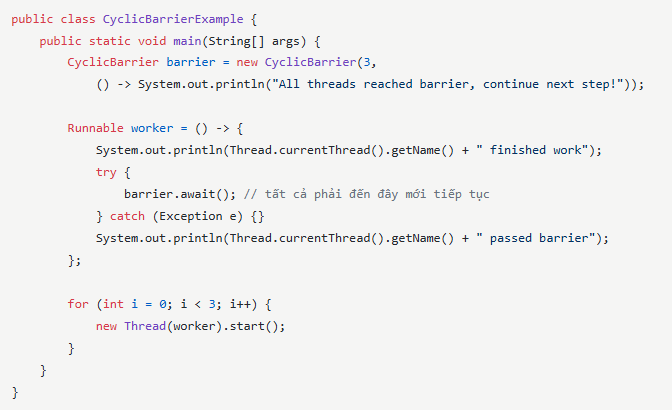 public class CyclicBarrierExample {
    public static void main(String[] args) {
        CyclicBarrier barrier = new CyclicBarrier(3,
            () -> System.out.println("All threads reached barrier, continue next step!"));

        Runnable worker = () -> {
            System.out.println(Thread.currentThread().getName() + " finished work");
            try {
                barrier.await(); // tất cả phải đến đây mới tiếp tục
            } catch (Exception e) {}
            System.out.println(Thread.currentThread().getName() + " passed barrier");
        };

        for (int i = 0; i < 3; i++) {
            new Thread(worker).start();
        }
    }
}